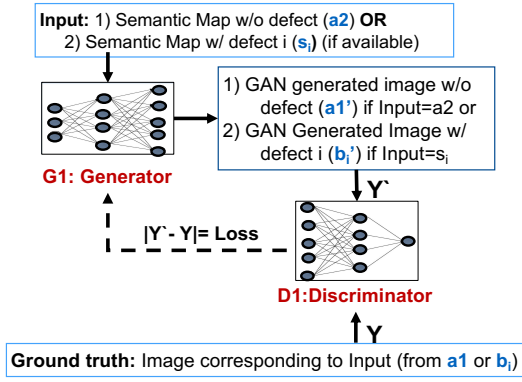 Input: 1) Semantic Map w/o defect (a2) OR
2) Semantic Map w/ defect i (si) (if available)
1) GAN generated image w/o
defect (a1’) if Input=a2 or
2) GAN Generated Image w/
defect i (bi’) if Input=si
G1: Generator
Y`
|Y`- Y|= Loss
D1:Discriminator
Y
Ground truth: Image corresponding to Input (from a1 or bi)